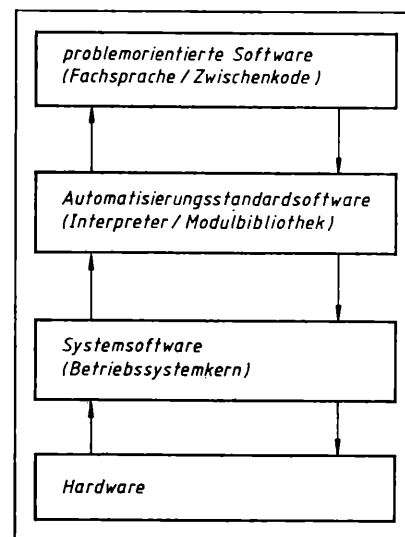 problemorientierte Software
(Fachsprache / Zwischenkode)
Automatisierungsstandardsoftware
(Interpreter / Modulbibliothek)
Systemsoftware
(Betriebssystemkern)
Hardware